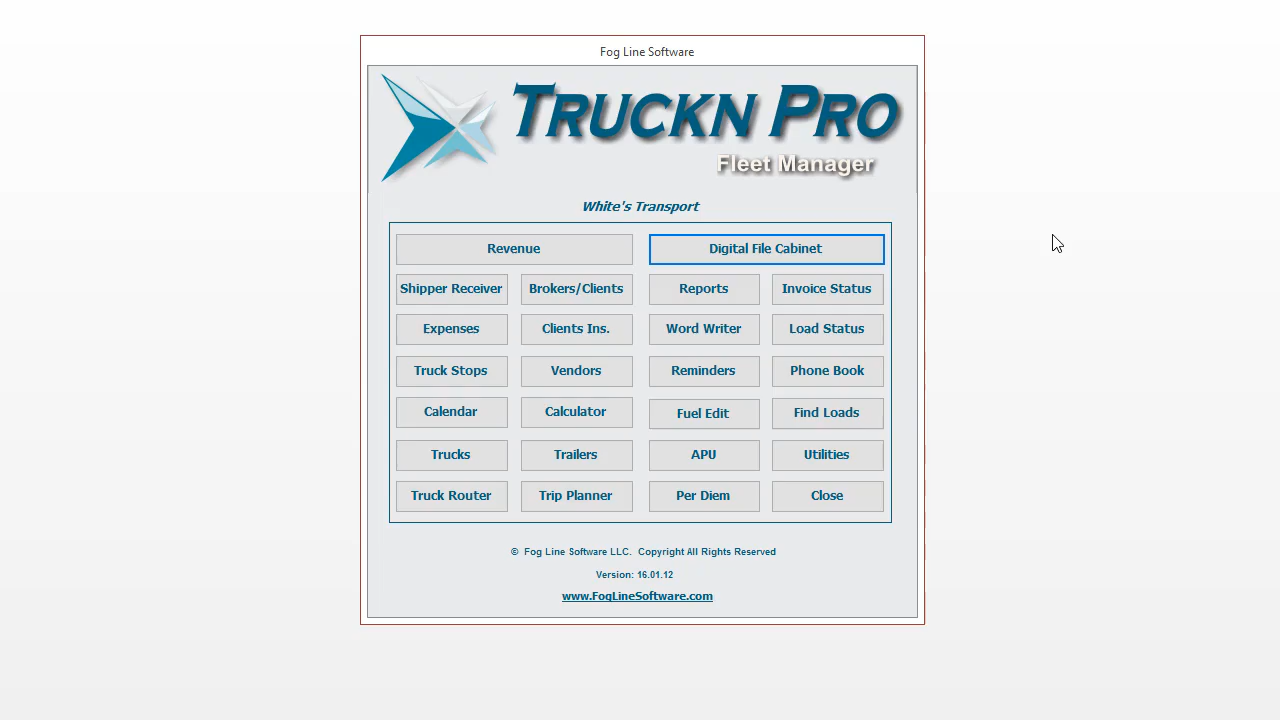 Fog Line Software
TRUCKN PRO
Fleet Manager
White's Transport
Revenue Digital File Cabinet
Shipper Receiver Brokers/Clients Reports Invoice Status
Expenses Clients Ins. Word Writer Load Status
Truck Stops Vendors Reminders Phone Book
Calendar Calculator Fuel Edit Find Loads
Trucks Trailers APU Utilities
Truck Router Trip Planner Per Diem Close
© Fog Line Software LLC. Copyright All Rights Reserved
Version: 16.01.12
www.FogLineSoftware.com